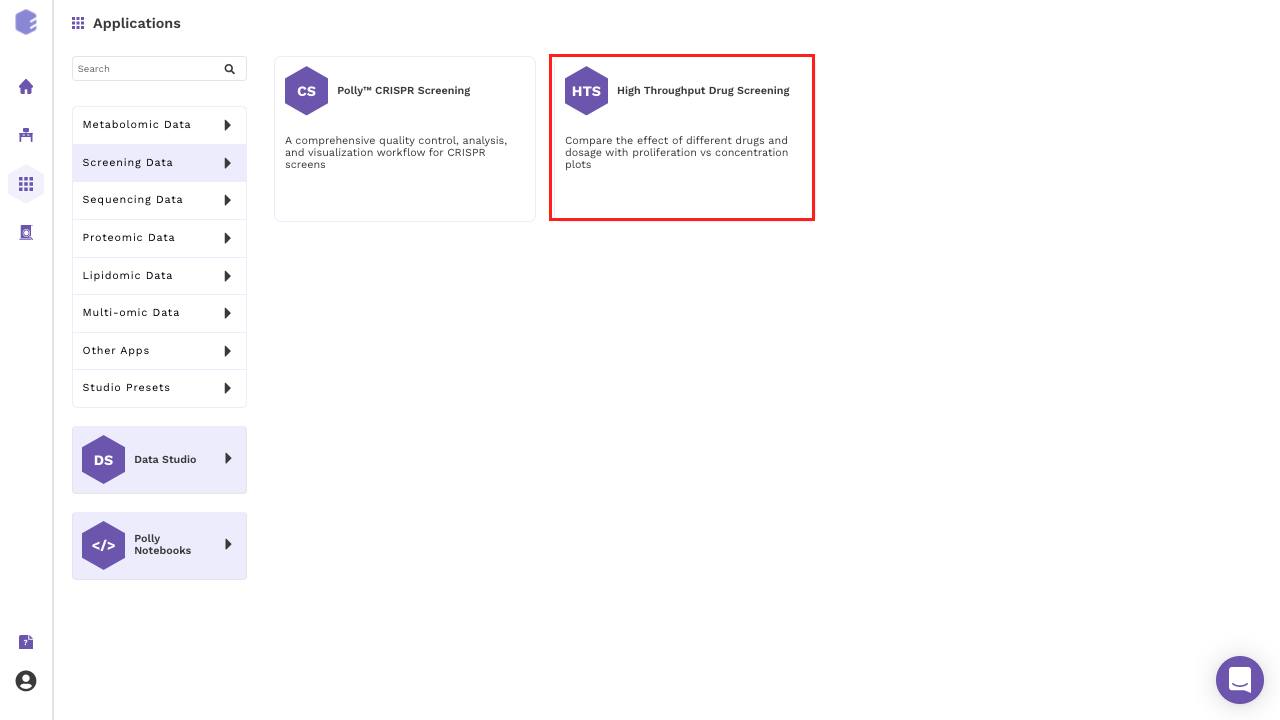 Applications
Search
Metabolomic Data
Screening Data
Sequencing Data
Proteomic Data
Lipidomic Data
Multi-omic Data
Other Apps
Studio Presets
DS
Data Studio
</>
Polly
Notebooks
CS
Polly™ CRISPR Screening
A comprehensive quality control, analysis,
and visualization workflow for CRISPR
screens
HTS
High Throughput Drug Screening
Compare the effect of different drugs and
dosage with proliferation vs concentration
plots
?